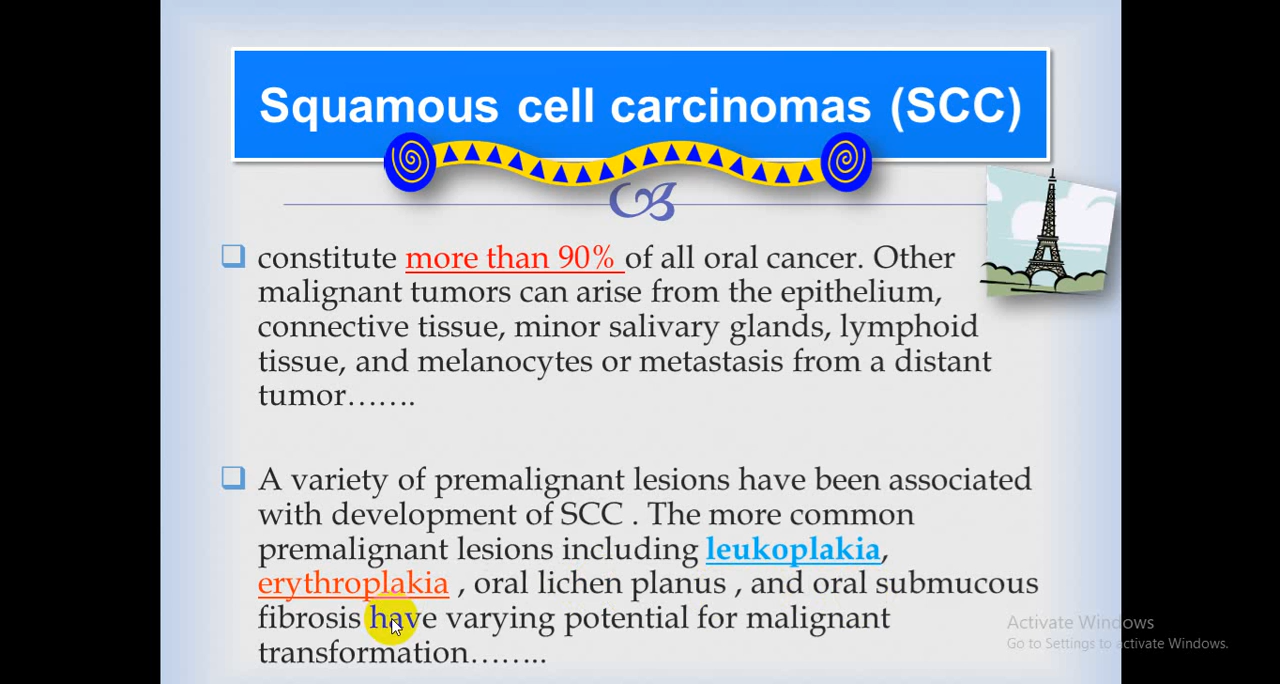 Squamous cell carcinomas (SCC)
constitute more than 90% of all oral cancer. Other
malignant tumors can arise from the epithelium,
connective tissue, minor salivary glands, lymphoid
tissue, and melanocytes or metastasis from a distant
tumor…….
A variety of premalignant lesions have been associated
with development of SCC . The more common
premalignant lesions including leukoplakia,
erythroplakia , oral lichen planus , and oral submucous
fibrosis have varying potential for malignant
transformation……..
Activate Windows
Go to Settings to activate Windows.